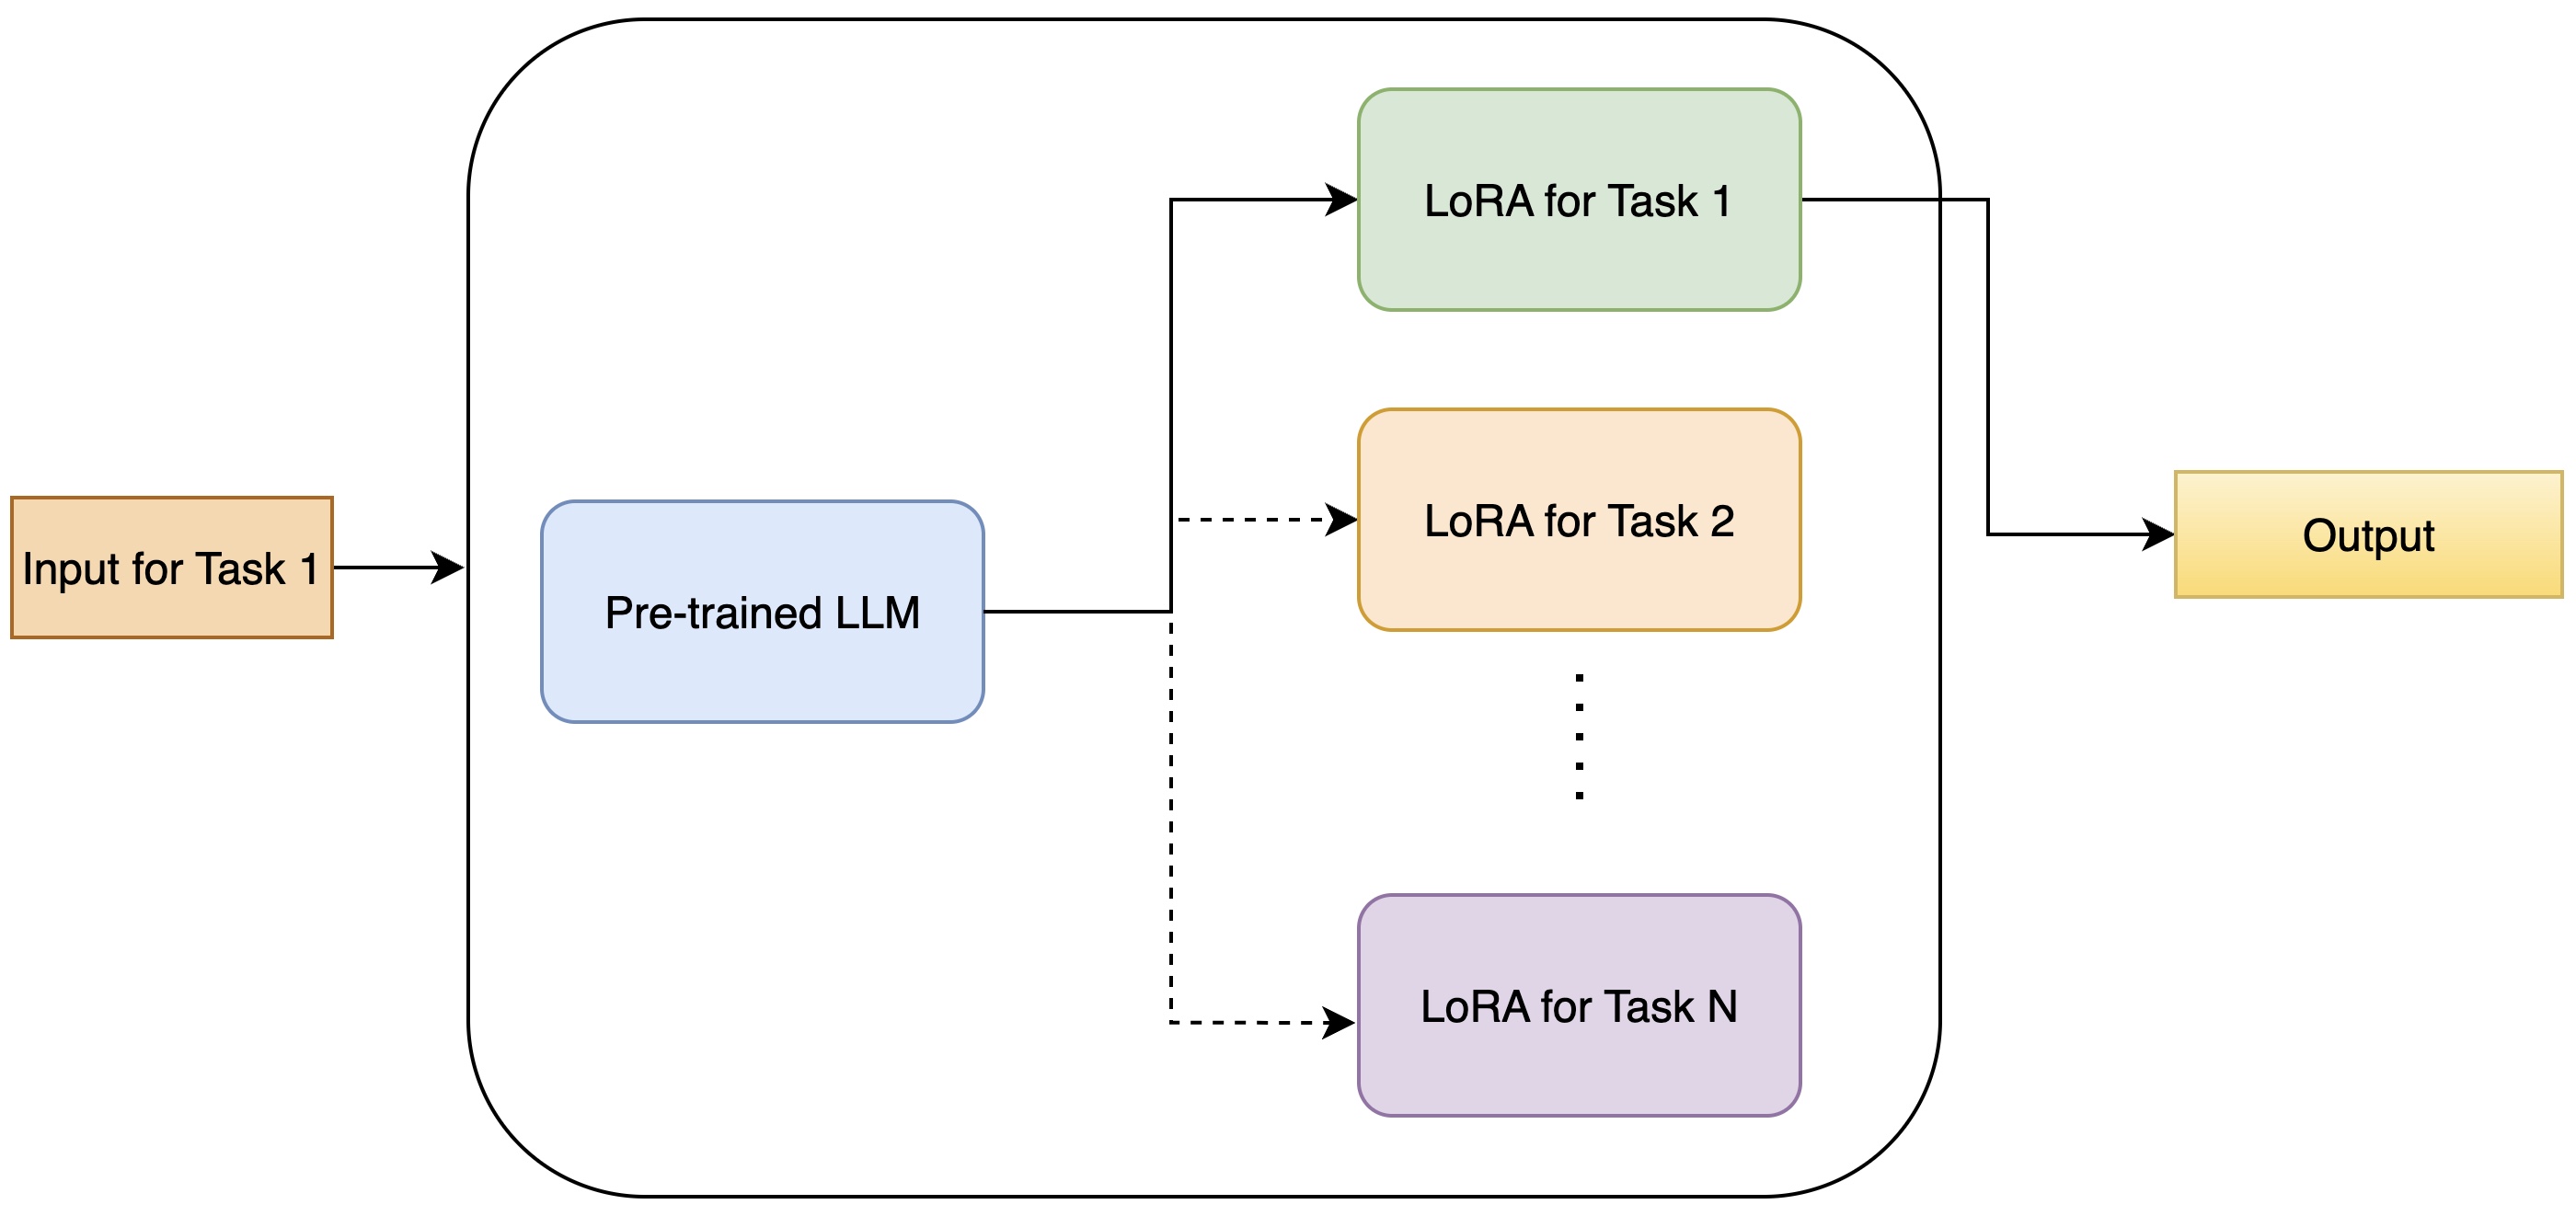 Input for Task 1
Pre-trained LLM
LoRA for Task 1
LoRA for Task 2
LoRA for Task N
Output